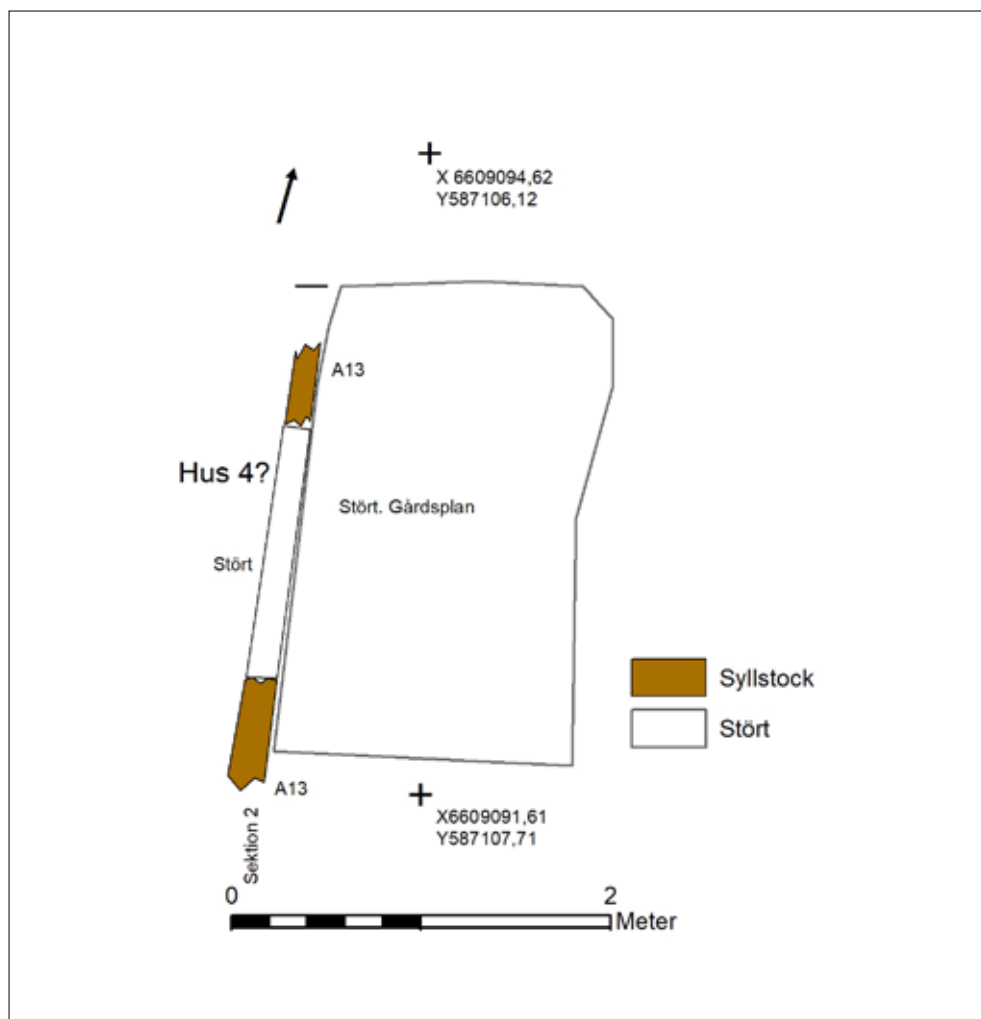 X 6609094,62
Y587106,12
A13
Hus 4?
Stört. Gårdsplan
Stört
Syllstock
Stört
A13
X6609091,61
Y587107,71
Sektion 2
0 2
Meter